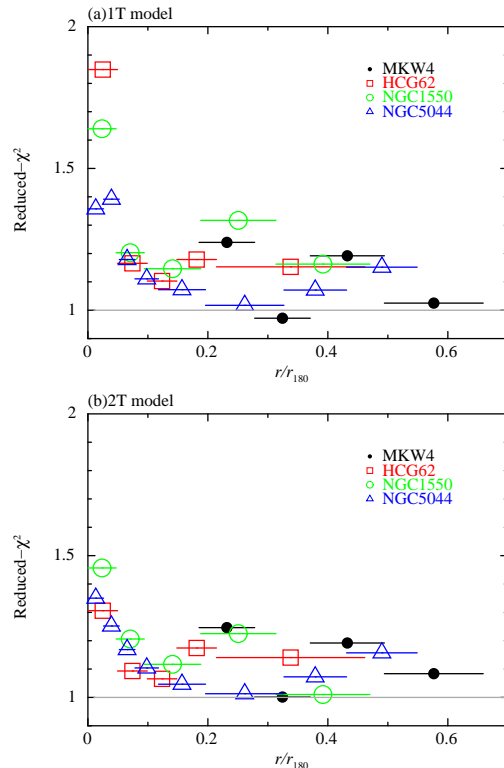 (a)1T model
2
MKW4
HCG62
NGC1550
NGC5044
Reduced−χ²
1.5
1
0
0.2
0.4
0.6
r/r180
(b)2T model
2
MKW4
HCG62
NGC1550
NGC5044
Reduced−χ²
1.5
1
0
0.2
0.4
0.6
r/r180